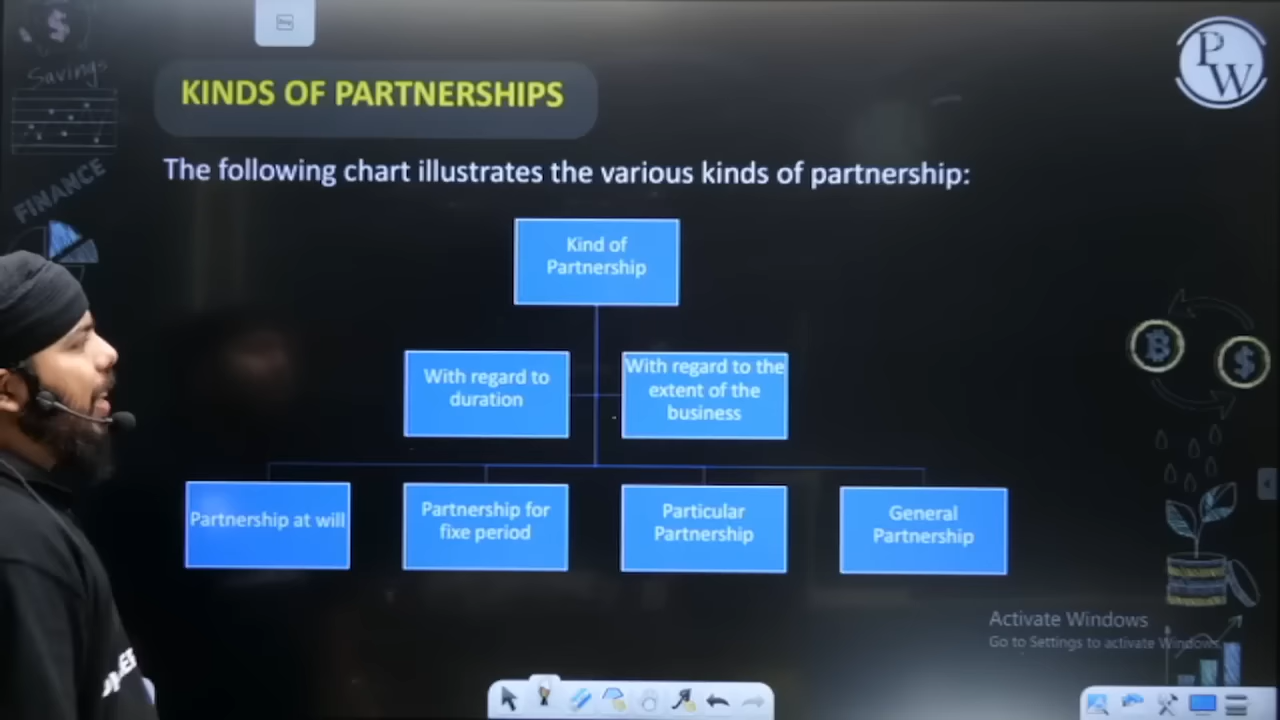 Savings
FINANCE
P
W
KINDS OF PARTNERSHIPS
The following chart illustrates the various kinds of partnership:
Kind of
Partnership
With regard to
duration
With regard to the
extent of the
business
Partnership at will
Partnership for
fixe period
Particular
Partnership
General
Partnership
Activate Windows
Go to Settings to activate Windows.